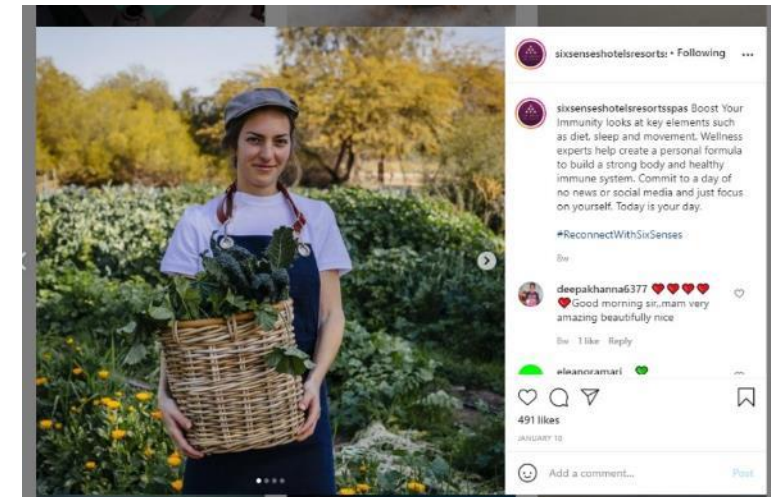 sixsenseshotelsresorts: • Following
sixsenseshotelsresortsspas Boost Your
Immunity looks at key elements such
as diet, sleep and movement. Wellness
experts help create a personal formula
to build a strong body and healthy
immune system. Commit to a day of
no news or social media and just focus
on yourself. Today is your day.
#ReconnectWithSixSenses
8w
deepakhanna6377 ❤️❤️❤️❤️
❤️Good morning sir..mam very
amazing beautifully nice
8w 1 like Reply
eleanoramari 💚
491 likes
JANUARY 18
Add a comment... Post